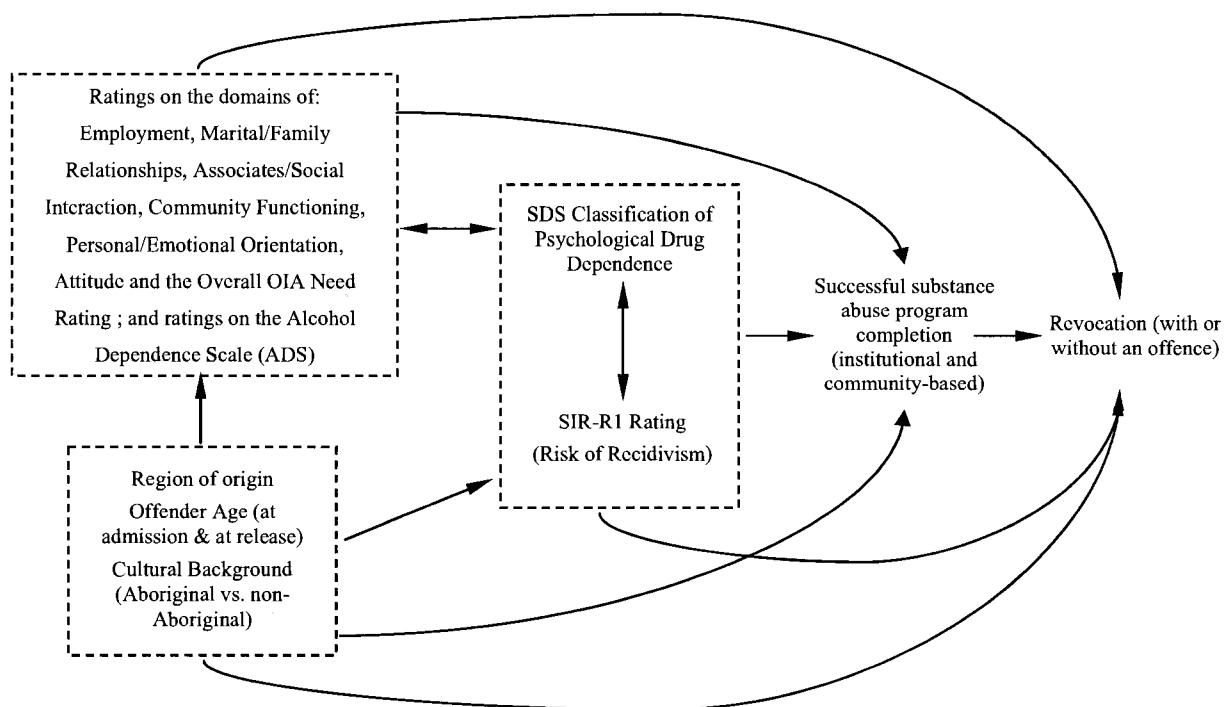 Ratings on the domains of:
Employment, Marital/Family
Relationships, Associates/Social
Interaction, Community Functioning,
Personal/Emotional Orientation,
Attitude and the Overall OIA Need
Rating ; and ratings on the Alcohol
Dependence Scale (ADS)
Region of origin
Offender Age (at
admission & at release)
Cultural Background
(Aboriginal vs. non-
Aboriginal)
SDS Classification of
Psychological Drug
Dependence
SIR-R1 Rating
(Risk of Recidivism)
Successful substance
abuse program
completion
(institutional and
community-based)
Revocation (with or
without an offence)